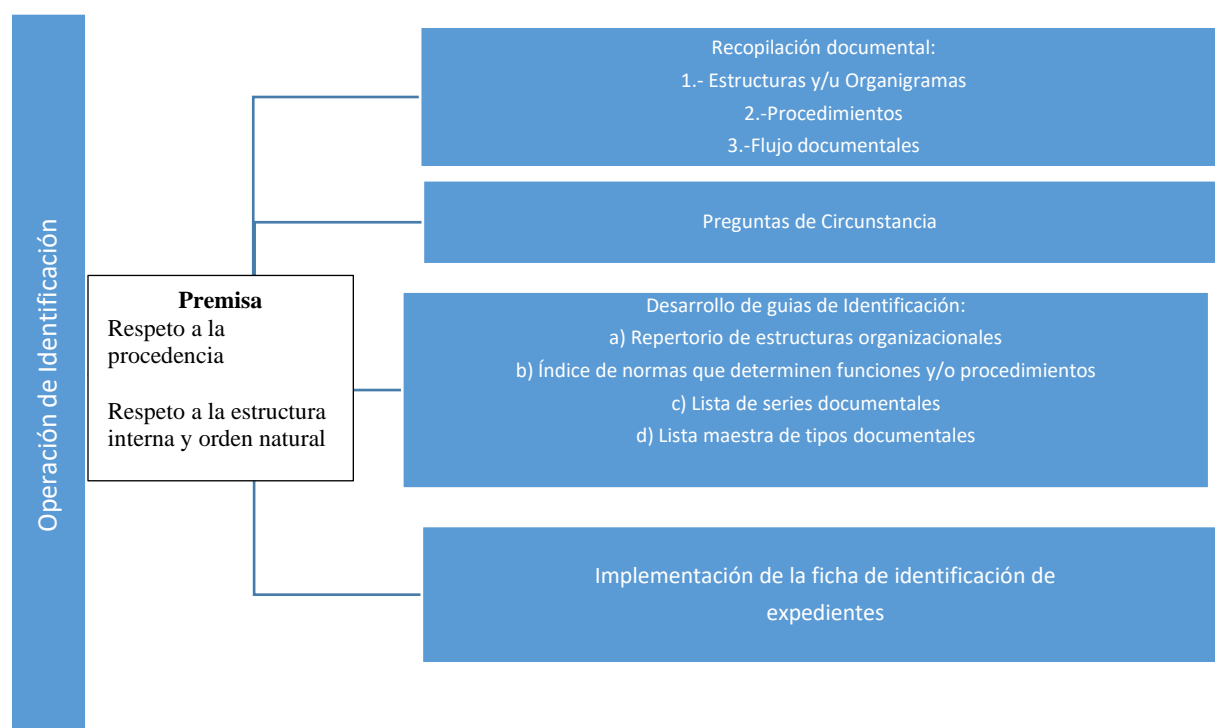 Operación de Identificación
Premisa
Respeto a la
procedencia
Respeto a la estructura
interna y orden natural
Recopilación documental:
1.- Estructuras y/u Organigramas
2.-Procedimientos
3.-Flujo documentales
Preguntas de Circunstancia
Desarrollo de guias de Identificación:
a) Repertorio de estructuras organizacionales
b) Índice de normas que determinen funciones y/o procedimientos
c) Lista de series documentales
d) Lista maestra de tipos documentales
Implementación de la ficha de identificación de
expedientes